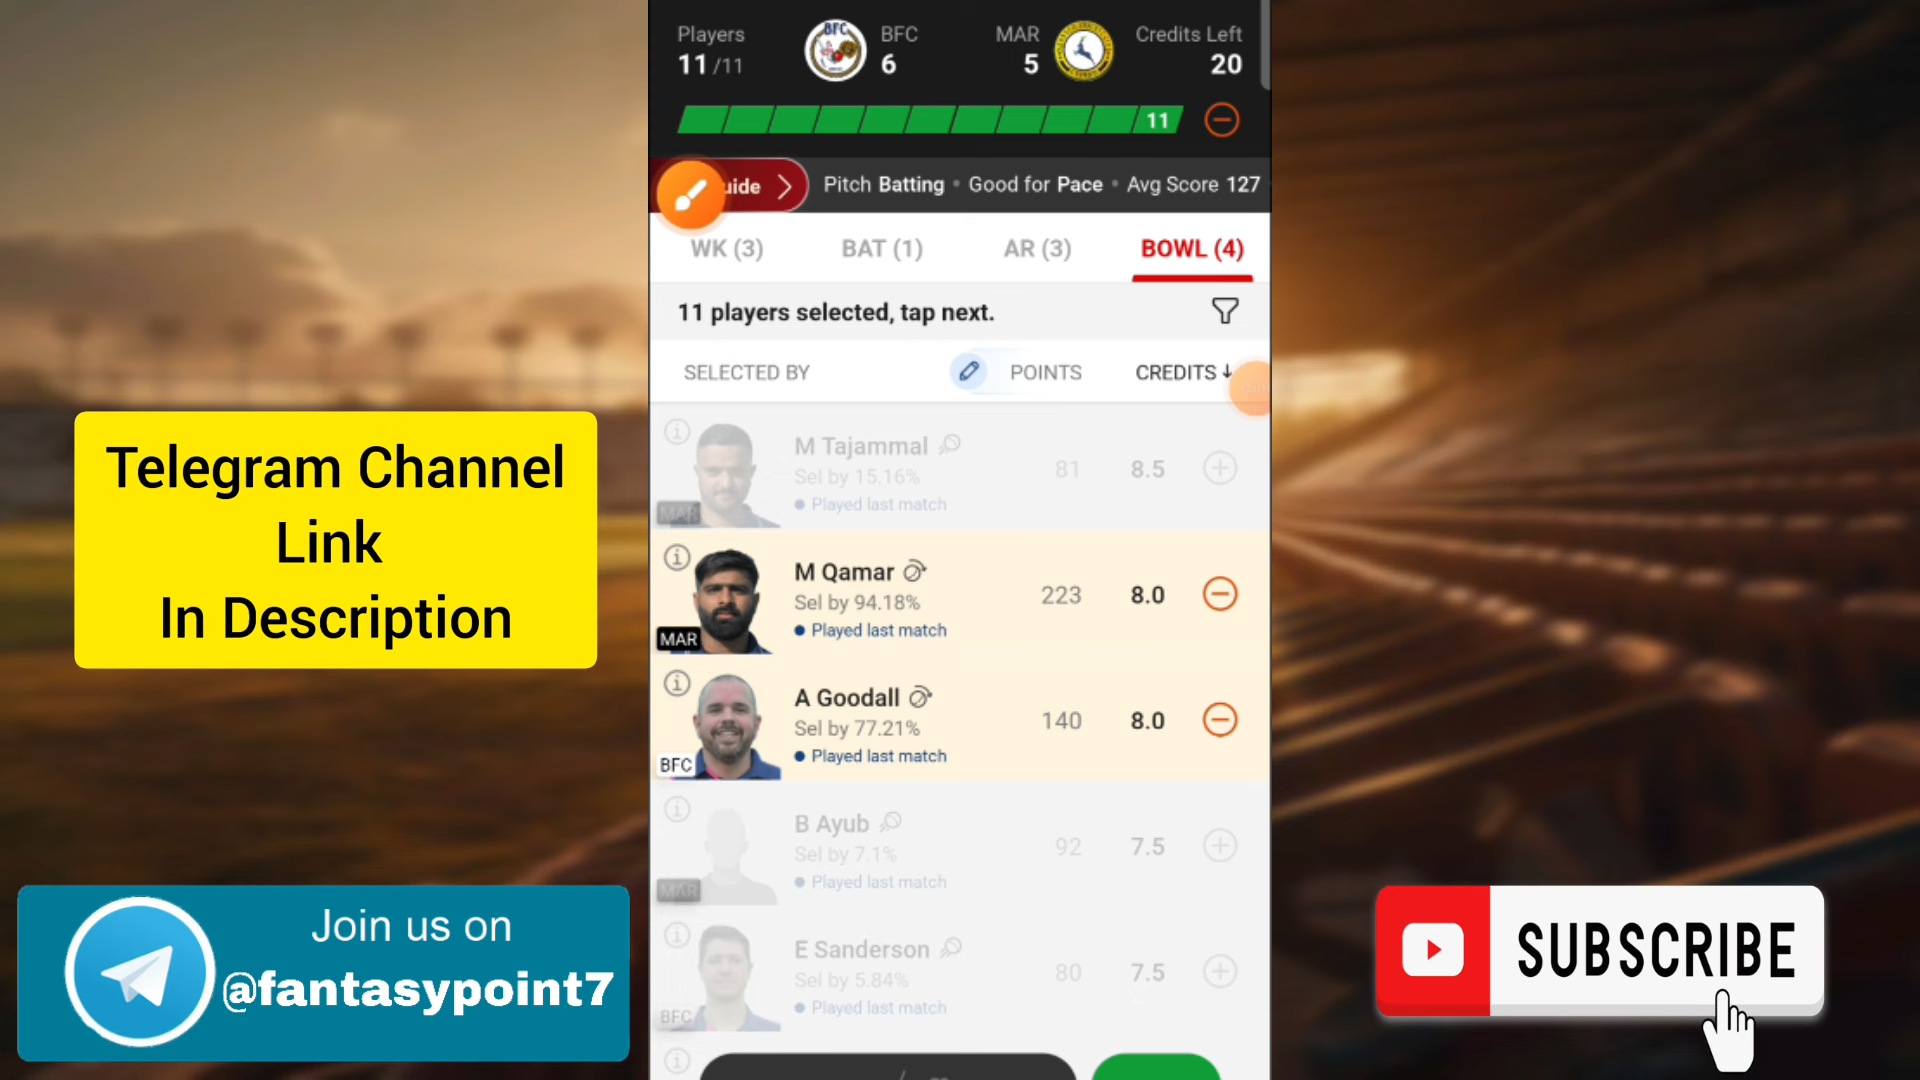 Players
11/11
BFC
BFC
6
MAR
5
Credits Left
20
11
uide
Pitch Batting • Good for Pace • Avg Score 127
WK (3)
BAT (1)
AR (3)
BOWL (4)
11 players selected, tap next.
SELECTED BY
POINTS
CREDITS↓
M Tajammal
Sel by 15.16%
81
8.5
Played last match
MAR
M Qamar
Sel by 94.18%
223
8.0
Played last match
MAR
A Goodall
Sel by 77.21%
140
8.0
Played last match
BFC
B Ayub
Sel by 7.1%
92
7.5
Played last match
MAR
E Sanderson
Sel by 5.84%
80
7.5
Played last match
BFC
Telegram Channel
Link
In Description
Join us on
@fantasypoint7
SUBSCRIBE